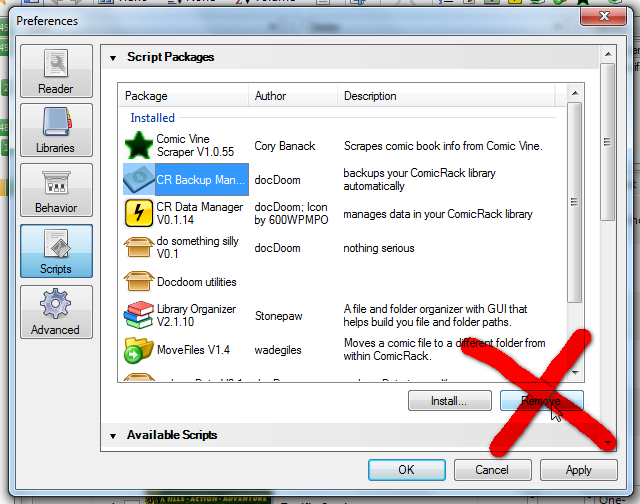 Preferences
Reader
Libraries
Behavior
Scripts
Advanced
Script Packages
Package Author Description
Installed
Comic Vine
Scraper V1.0.55
Cory Banack
Scrapes comic book info from Comic Vine.
CR Backup Man...
docDoom
backups your ComicRack library
automatically
CR Data Manager
V0.1.14
docDoom; Icon
by 600WPMPO
manages data in your ComicRack library
do something silly
V0.1
docDoom
nothing serious
Docdoom utilities
Library Organizer
V2.1.10
Stonepaw
A file and folder organizer with GUI that
helps build you file and folder paths.
MoveFiles V1.4
wadegiles
Moves a comic file to a different folder from
within ComicRack.
Install...
Remove
Available Scripts
OK
Cancel
Apply